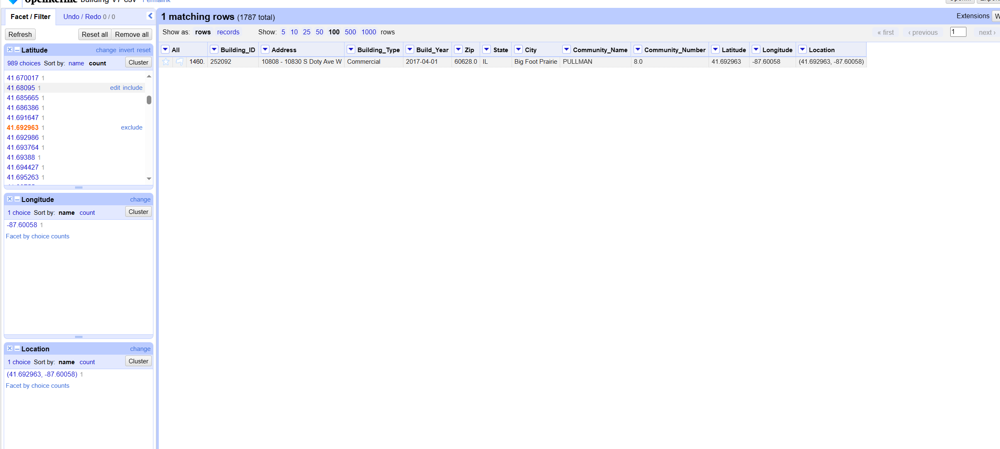 openRefine building v7 csv Permalink
Facet / Filter Undo / Redo 0 / 0
Refresh Reset all Remove all
Latitude change invert reset
989 choices Sort by: name count Cluster
41.670017 1
41.68095 1 edit include
41.685665 1
41.686386 1
41.691647 1
41.692963 1 exclude
41.692986 1
41.693764 1
41.69388 1
41.694427 1
41.695263 1
Longitude change
1 choice Sort by: name count Cluster
-87.60058 1
Facet by choice counts
Location change
1 choice Sort by: name count Cluster
(41.692963, -87.60058) 1
Facet by choice counts
1 matching rows (1787 total) Extensions
Show as: rows records Show: 5 10 25 50 100 500 1000 rows « first ‹ previous 1 next ›
All Building_ID Address Building_Type Build_Year Zip State City Community_Name Community_Number Latitude Longitude Location
1460. 252092 10808 - 10830 S Doty Ave W Commercial 2017-04-01 60628.0 IL Big Foot Prairie PULLMAN 8.0 41.692963 -87.60058 (41.692963, -87.60058)